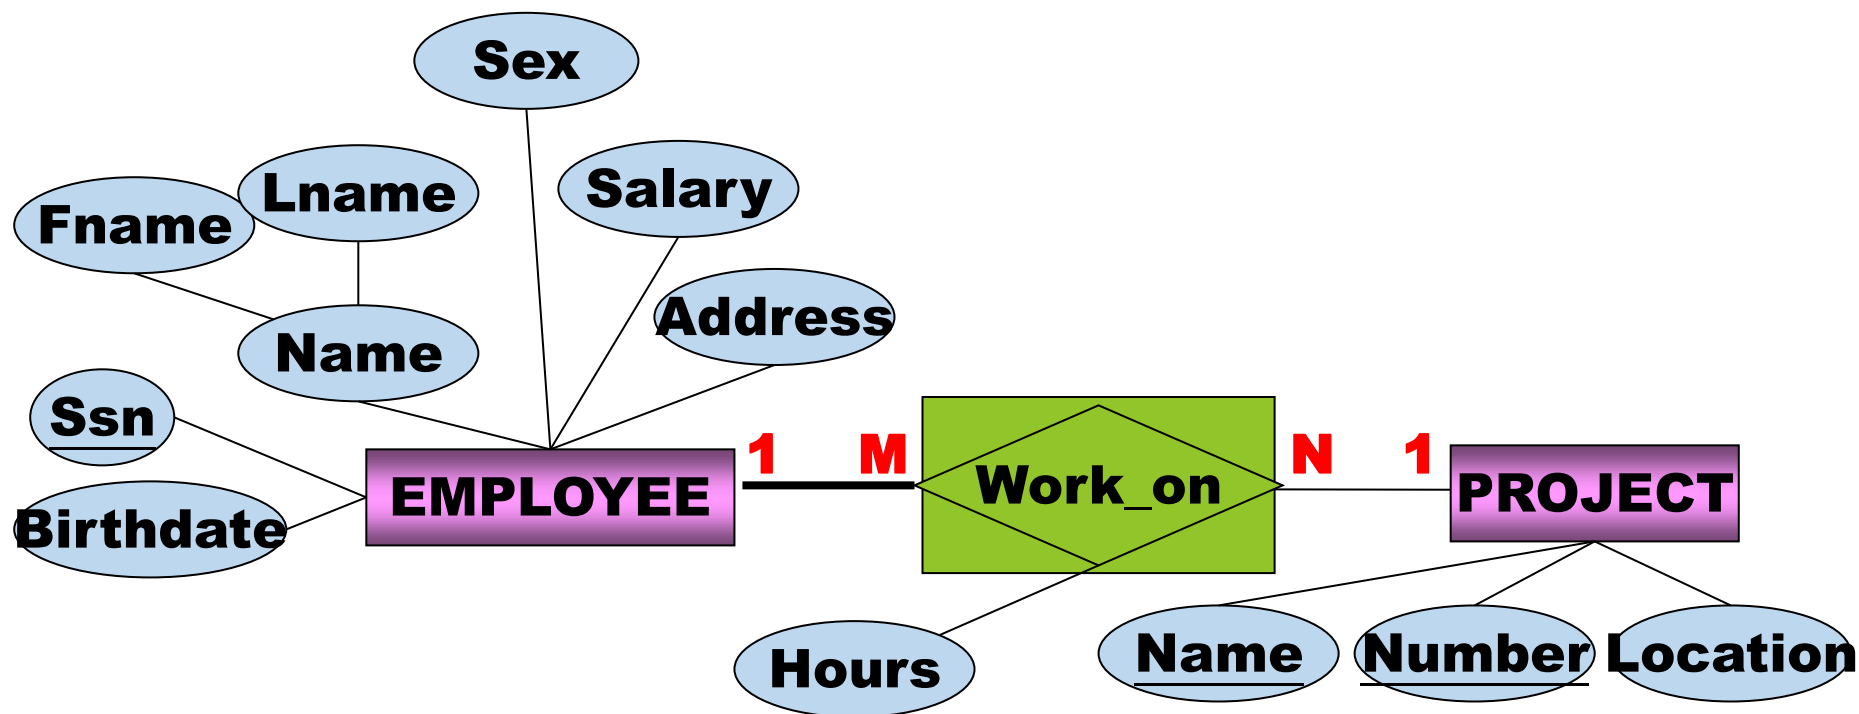 Sex
Salary
Lname
Fname
Address
Name
Ssn
Birthdate
EMPLOYEE
1 M
Work_on
N 1
PROJECT
Hours
Name
Number
Location